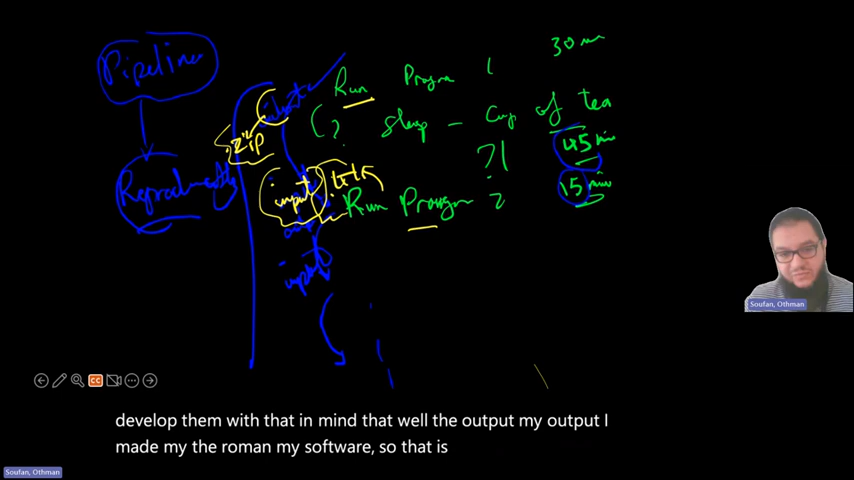 Pipeline
Reproducibility
Run Program 1 30 min
(? Sleep - Cup of tea
?! 45 min
.zip
input .txt
Run Program 2 15 min
input
develop them with that in mind that well the output my output I
made my the roman my software, so that is
Soufan, Othman
Soufan, Othman
CC